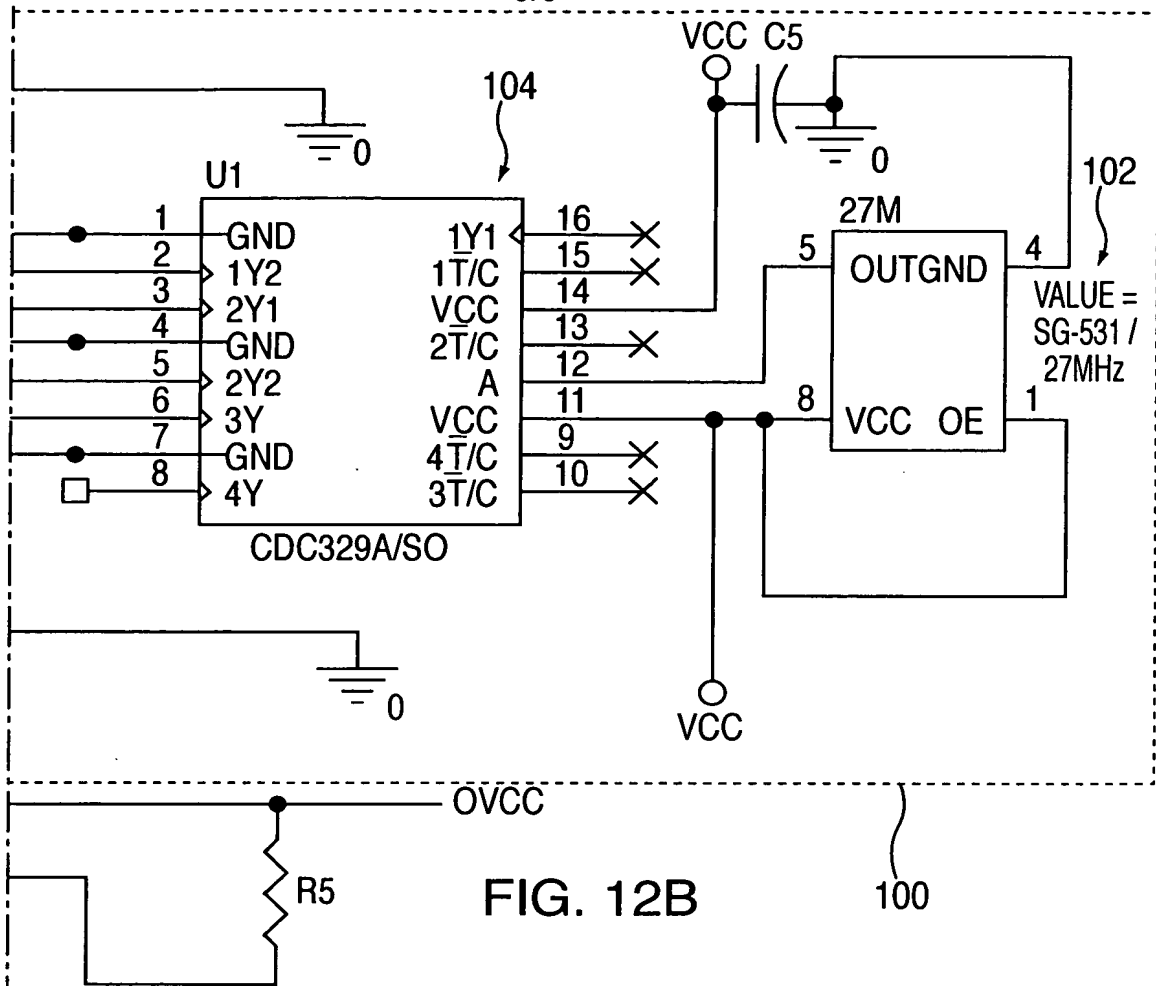 VCC C5
104
0
0
U1
102
27M
1 GND
2 1Y2
3 2Y1
4 GND
5 2Y2
6 3Y
7 GND
8 4Y
1Y1 16
1T̅/C 15
VCC 14
2T̅/C 13
A 12
VCC 11
4T̅/C 9
3T̅/C 10
CDC329A/SO
5 OUT GND 4
8 VCC OE 1
VALUE =
SG-531 /
27MHz
0
VCC
OVCC
R5
FIG. 12B
100